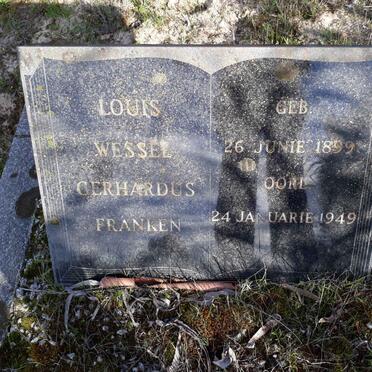 LOUIS
WESSEL
GERHARDUS
FRANKEN
GEB
26 JUNIE 1899
OORL
24 JANUARIE 1949